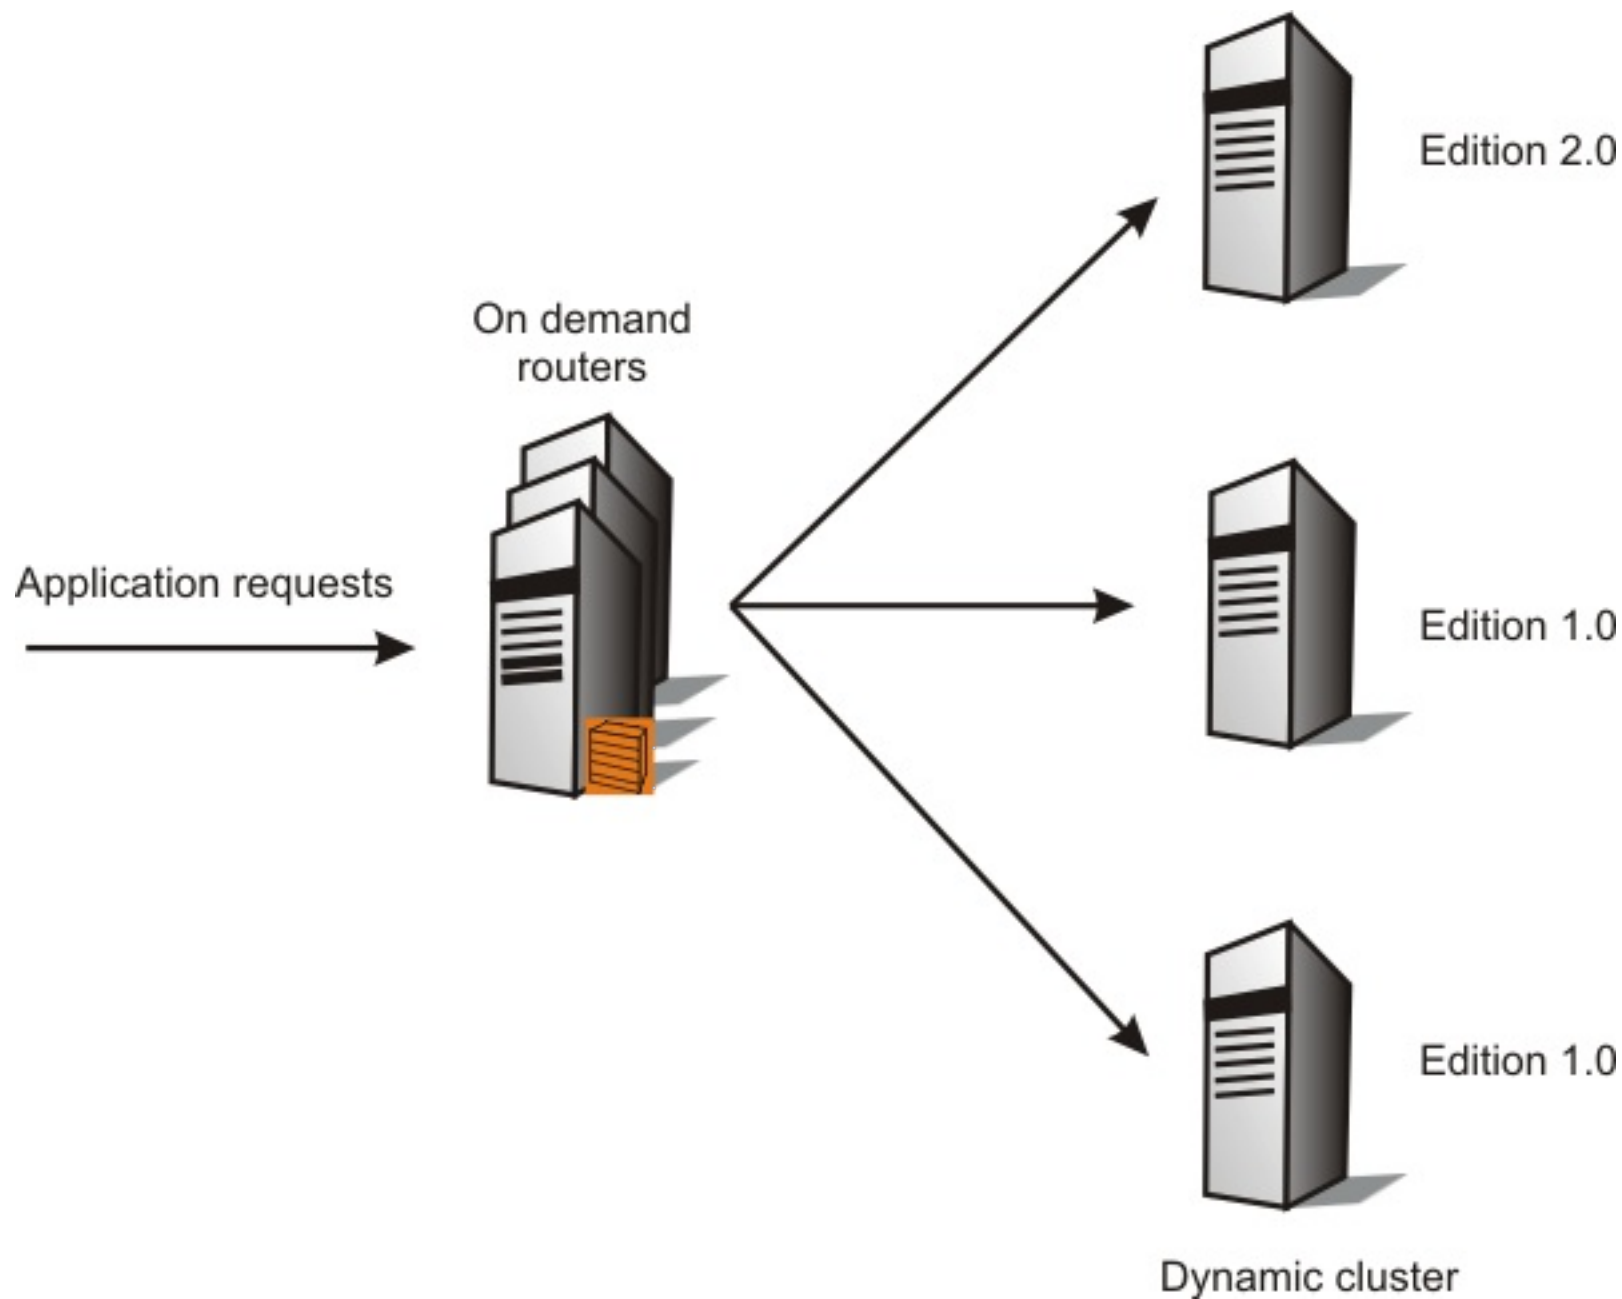 Edition 2.0
On demand
routers
Application requests
Edition 1.0
Edition 1.0
Dynamic cluster